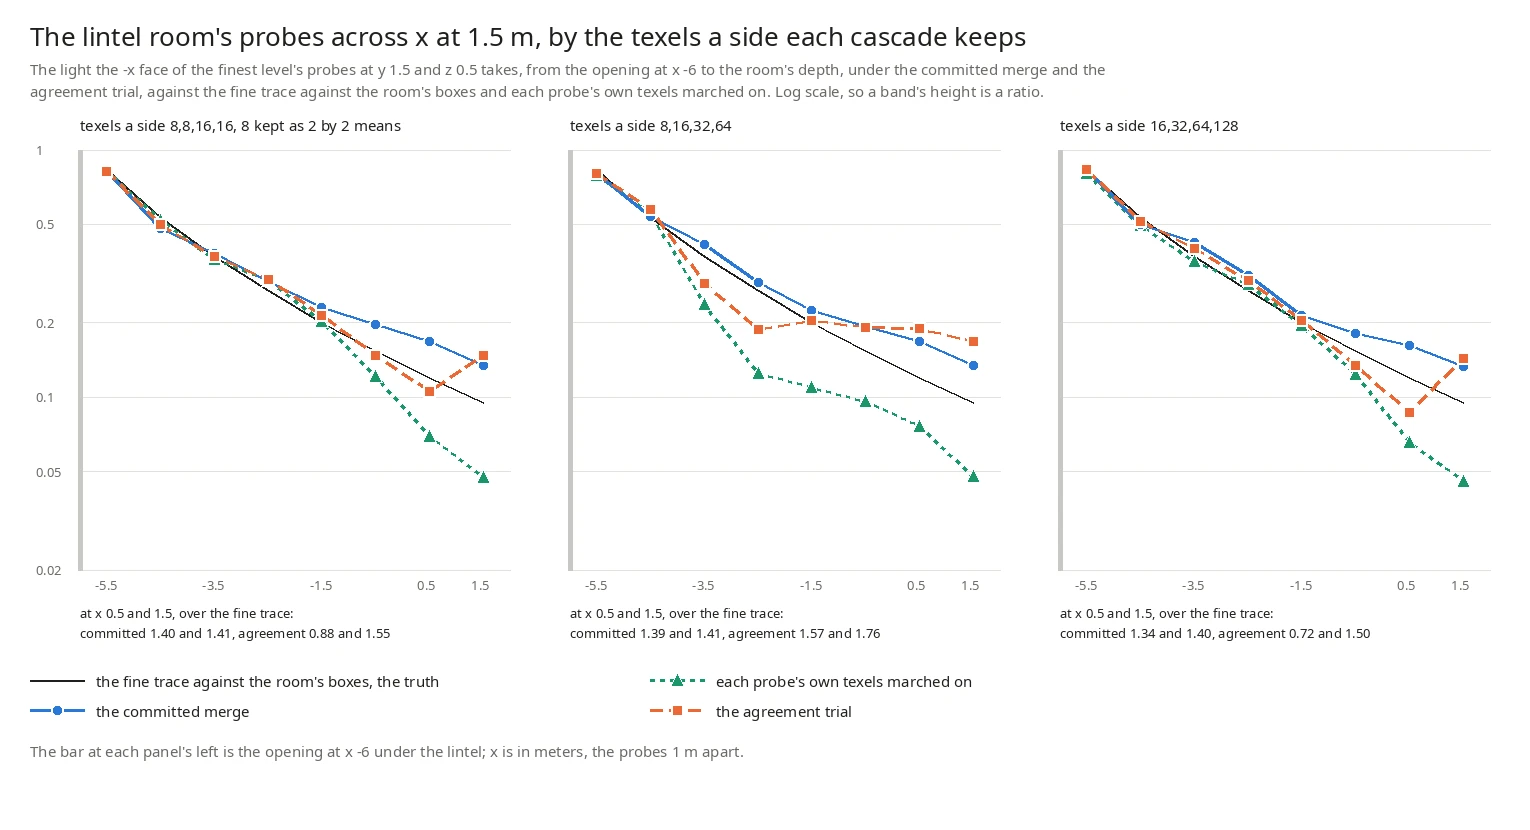 The lintel room's probes across x at 1.5 m, by the texels a side each cascade keeps
The light the -x face of the finest level's probes at y 1.5 and z 0.5 takes, from the opening at x -6 to the room's depth, under the committed merge and the
agreement trial, against the fine trace against the room's boxes and each probe's own texels marched on. Log scale, so a band's height is a ratio.
texels a side 8,8,16,16, 8 kept as 2 by 2 means
texels a side 8,16,32,64
texels a side 16,32,64,128
1
0.5
0.2
0.1
0.05
0.02
-5.5 -3.5 -1.5 0.5 1.5
-5.5 -3.5 -1.5 0.5 1.5
-5.5 -3.5 -1.5 0.5 1.5
at x 0.5 and 1.5, over the fine trace:
committed 1.40 and 1.41, agreement 0.88 and 1.55
at x 0.5 and 1.5, over the fine trace:
committed 1.39 and 1.41, agreement 1.57 and 1.76
at x 0.5 and 1.5, over the fine trace:
committed 1.34 and 1.40, agreement 0.72 and 1.50
the fine trace against the room's boxes, the truth
each probe's own texels marched on
the committed merge
the agreement trial
The bar at each panel's left is the opening at x -6 under the lintel; x is in meters, the probes 1 m apart.